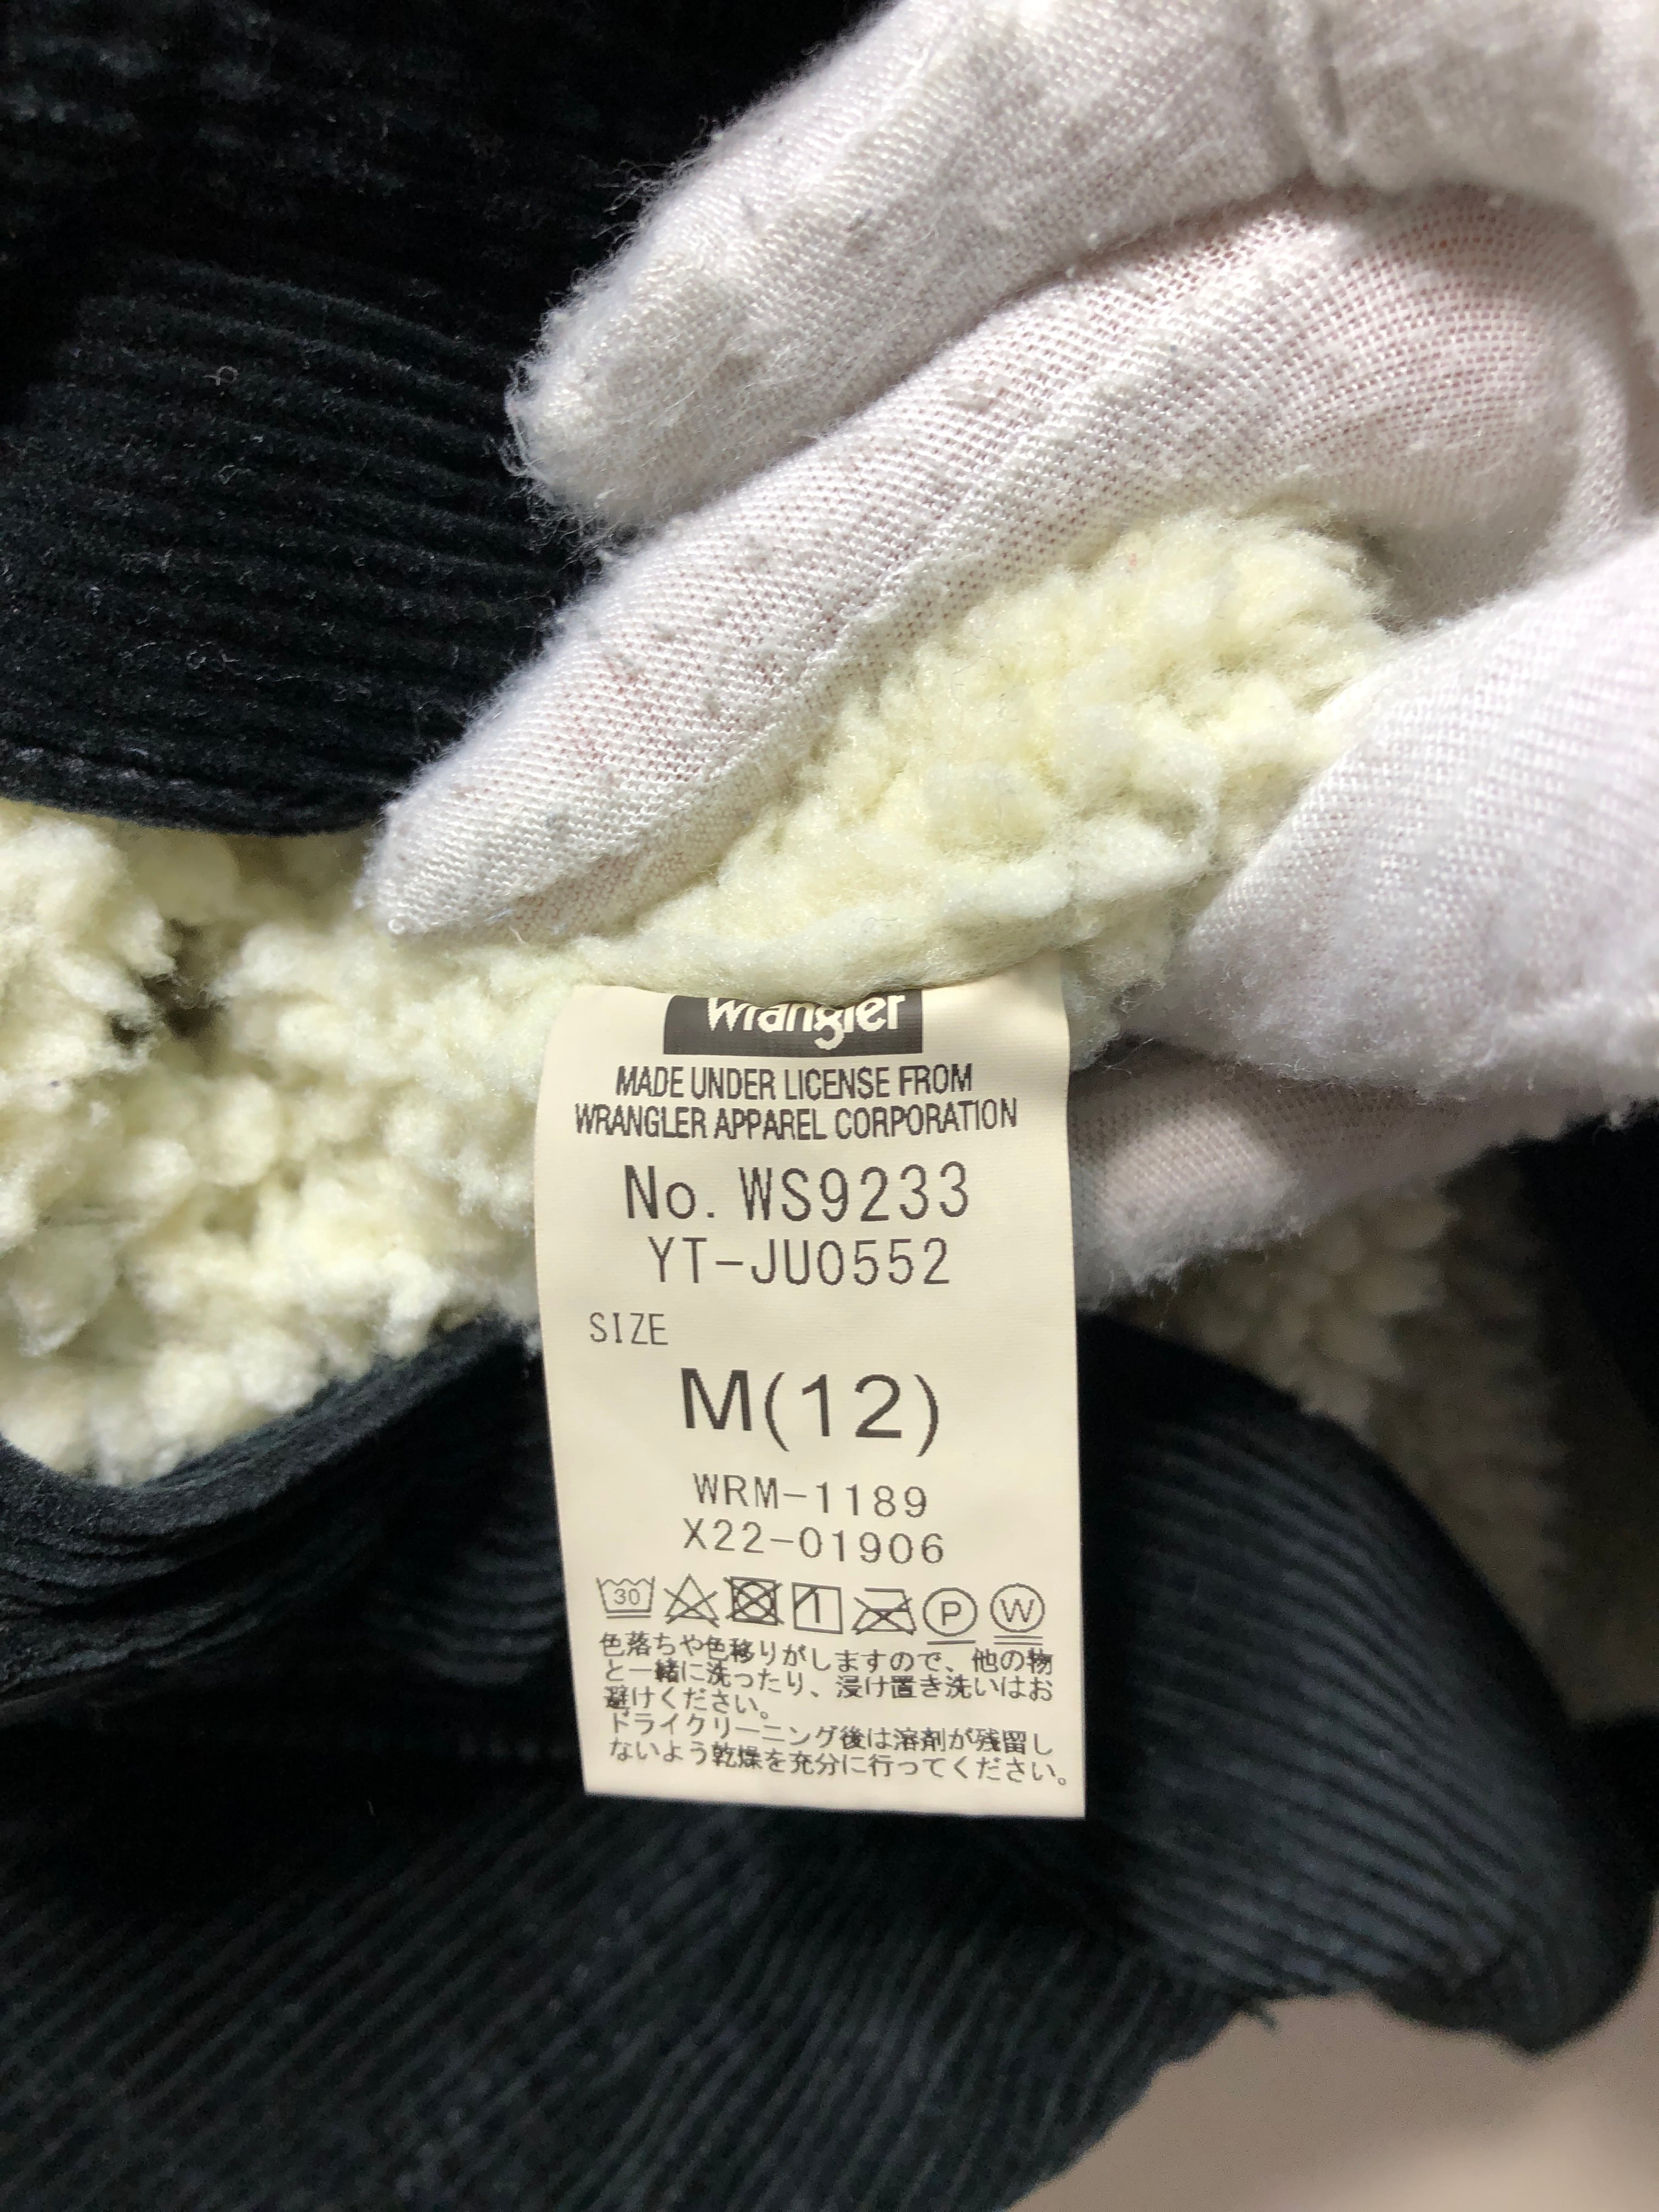 Wrangler
MADE UNDER LICENSE FROM
WRANGLER APPAREL CORPORATION
No. WS9233
YT-JU0552
SIZE
M(12)
WRM-1189
X22-01906
30 P W
色落ちや色移りがしますので、他の物
と一緒に洗ったり、浸け置き洗いはお
避けください。
ドライクリーニング後は溶剤が残留し
ないよう乾燥を充分に行ってください。